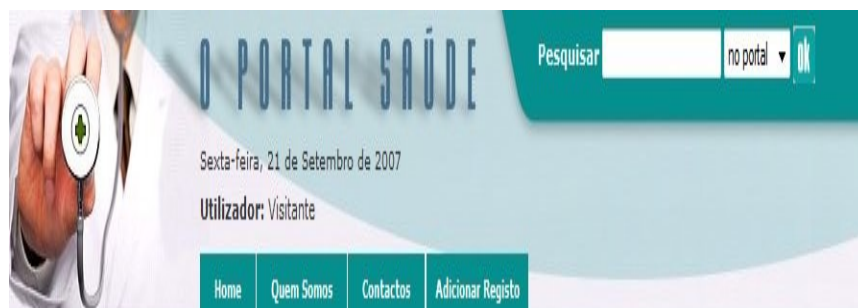 O PORTAL SAÚDE
Pesquisar no portal ok
Sexta-feira, 21 de Setembro de 2007
Utilizador: Visitante
Home Quem Somos Contactos Adicionar Registo